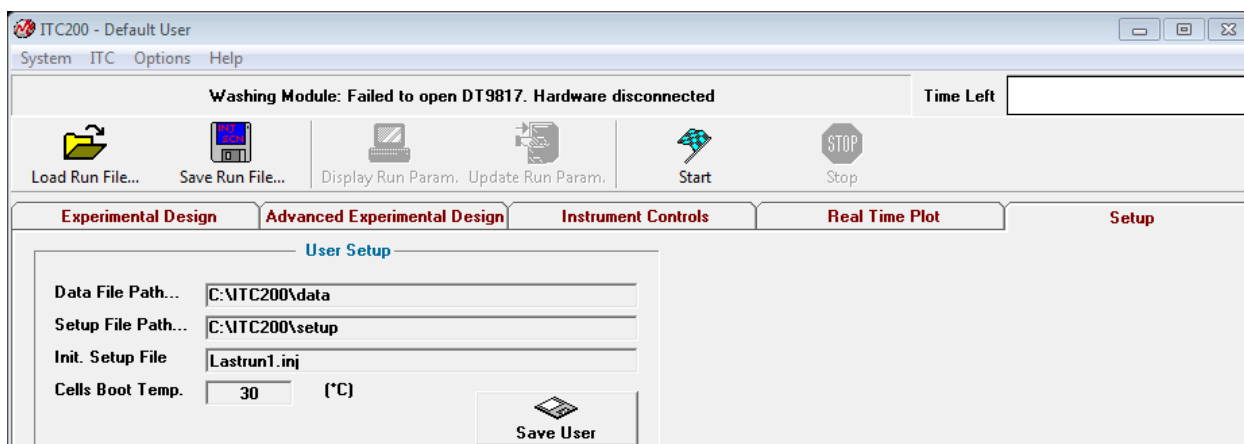 ITC200 - Default User
System ITC Options Help
Washing Module: Failed to open DT9817. Hardware disconnected
Time Left
Load Run File...
Save Run File...
Display Run Param.
Update Run Param.
Start
STOP
Stop
Experimental Design
Advanced Experimental Design
Instrument Controls
Real Time Plot
Setup
User Setup
Data File Path... C:\ITC200\data
Setup File Path... C:\ITC200\setup
Init. Setup File Lastrun1.inj
Cells Boot Temp. 30 (°C)
Save User